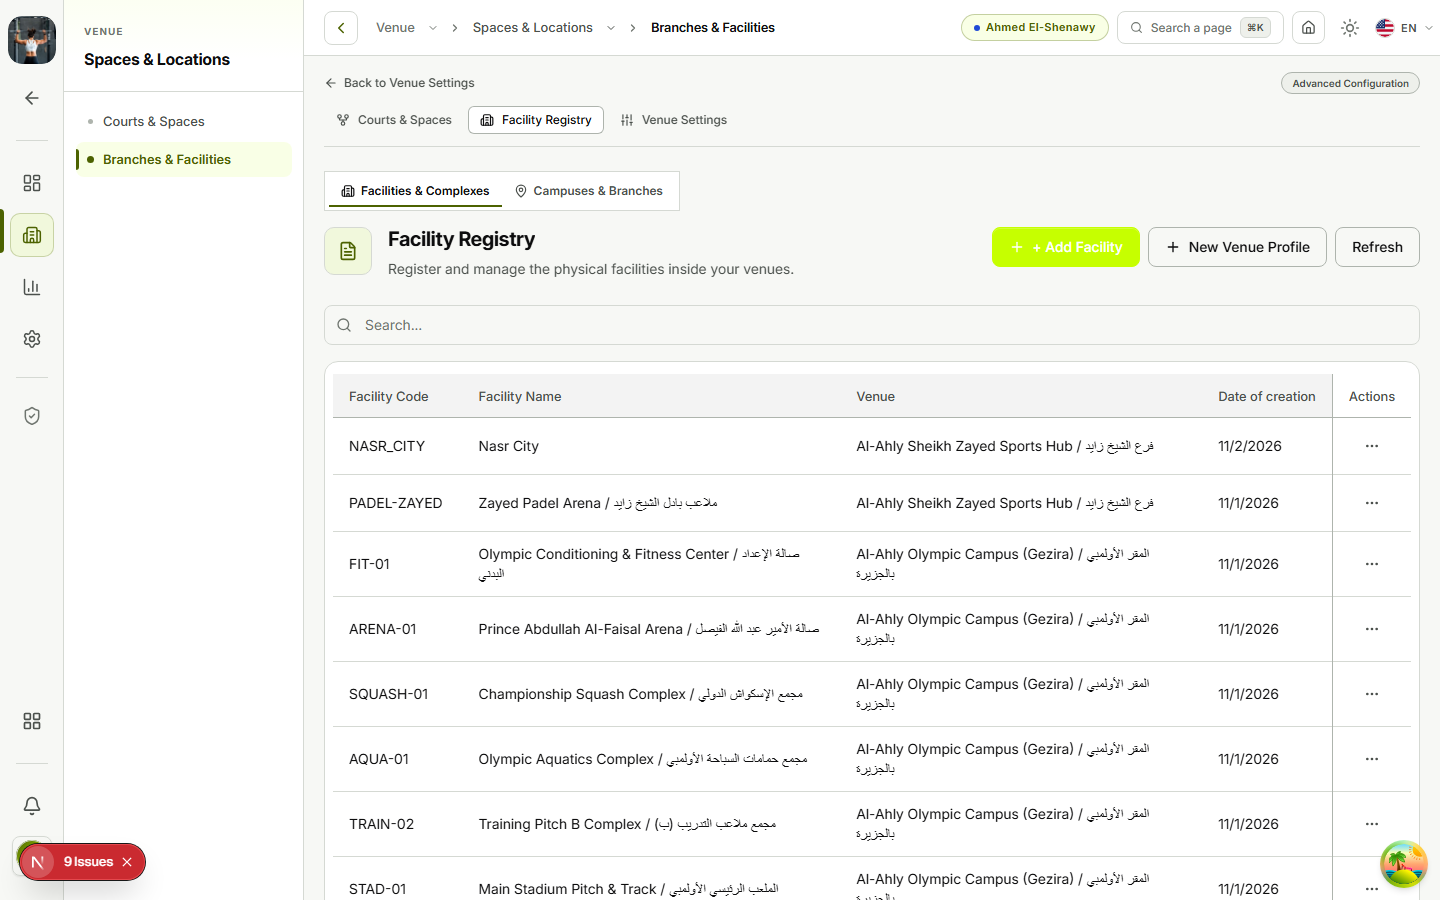 VENUE
Spaces & Locations
Courts & Spaces
Branches & Facilities
9 Issues
Venue
Spaces & Locations
Branches & Facilities
Ahmed El-Shenawy
Search a page
⌘K
EN
Back to Venue Settings
Advanced Configuration
Courts & Spaces
Facility Registry
Venue Settings
Facilities & Complexes
Campuses & Branches
Facility Registry
Register and manage the physical facilities inside your venues.
+ Add Facility
New Venue Profile
Refresh
Search...
Facility Code Facility Name Venue Date of creation Actions
NASR_CITY Nasr City Al-Ahly Sheikh Zayed Sports Hub / فرع الشيخ زايد 11/2/2026
PADEL-ZAYED Zayed Padel Arena / ملاعب بادل الشيخ زايد Al-Ahly Sheikh Zayed Sports Hub / فرع الشيخ زايد 11/1/2026
FIT-01 Olympic Conditioning & Fitness Center / صالة الإعداد
البدني
Al-Ahly Olympic Campus (Gezira) / المقر الأولمبي
بالجزيرة
11/1/2026
ARENA-01 Prince Abdullah Al-Faisal Arena / صالة الأمير عبد الله الفيصل
Al-Ahly Olympic Campus (Gezira) / المقر الأولمبي
بالجزيرة
11/1/2026
SQUASH-01 Championship Squash Complex / مجمع الإسكواش الدولي
Al-Ahly Olympic Campus (Gezira) / المقر الأولمبي
بالجزيرة
11/1/2026
AQUA-01 Olympic Aquatics Complex / مجمع حمامات السباحة الأولمبي
Al-Ahly Olympic Campus (Gezira) / المقر الأولمبي
بالجزيرة
11/1/2026
TRAIN-02 Training Pitch B Complex / مجمع ملاعب التدريب (ب)
Al-Ahly Olympic Campus (Gezira) / المقر الأولمبي
بالجزيرة
11/1/2026
STAD-01 Main Stadium Pitch & Track / الملعب الرئيسي الأولمبي
Al-Ahly Olympic Campus (Gezira) / المقر الأولمبي
بالجزيرة
11/1/2026